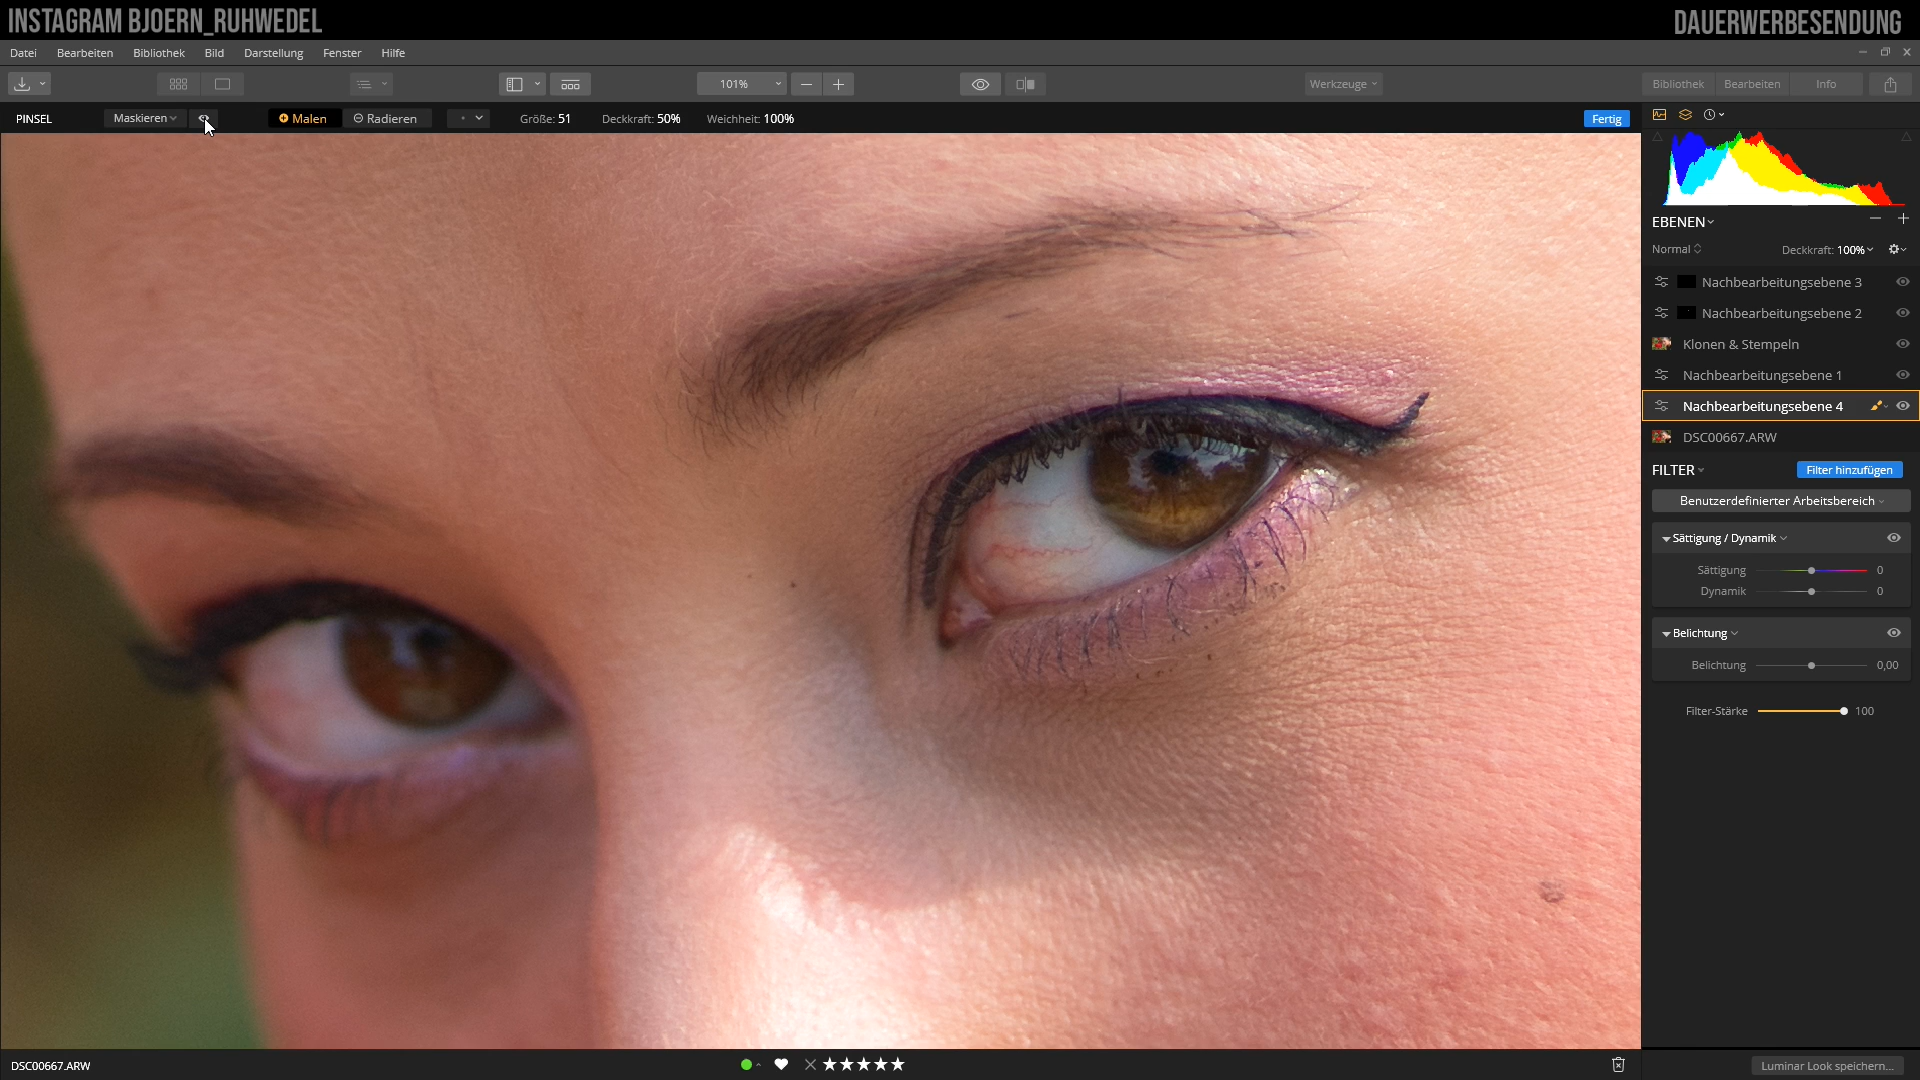 INSTAGRAM BJOERN_RUHWEDEL
DAUERWERBESENDUNG
Datei Bearbeiten Bibliothek Bild Darstellung Fenster Hilfe
101% Werkzeuge Bibliothek Bearbeiten Info
PINSEL Maskieren Malen Radieren Größe: 51 Deckkraft: 50% Weichheit: 100% Fertig
EBENEN
Normal Deckkraft: 100%
Nachbearbeitungsebene 3
Nachbearbeitungsebene 2
Klonen & Stempeln
Nachbearbeitungsebene 1
Nachbearbeitungsebene 4
DSC00667.ARW
FILTER Filter hinzufügen
Benutzerdefinierter Arbeitsbereich
Sättigung / Dynamik
Sättigung 0
Dynamik 0
Belichtung
Belichtung 0,00
Filter-Stärke 100
DSC00667.ARW
Luminar Look speichern...